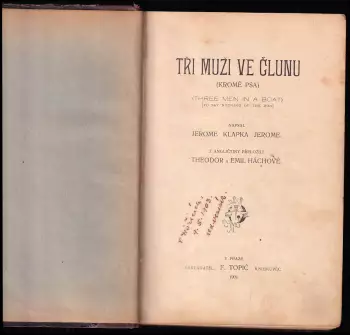 TŘI MUŽI VE ČLUNU
(KROMĚ PSA)
(THREE MEN IN A BOAT)
NAPSAL
JEROME KLAPKA JEROME.
Z ANGLIČTINY PŘELOŽILI
THEODOR a EMIL HÁCHOVÉ.
V PRAZE
NAKLADATEL F. TOPIČ KNIHKUPEC